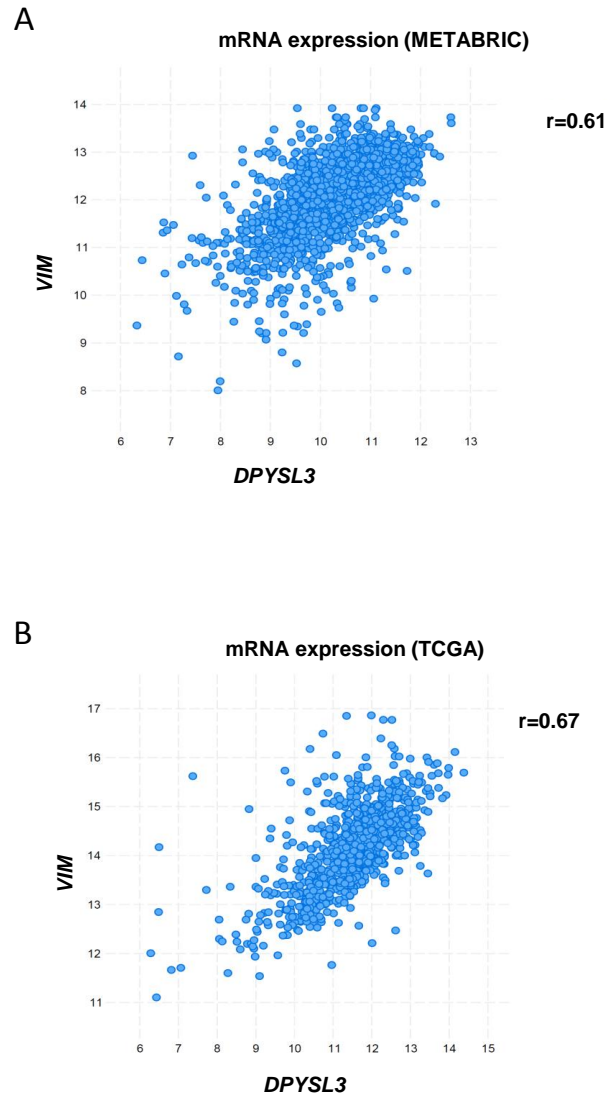 A
mRNA expression (METABRIC)
r=0.61
14
13
12
11
10
9
8
VIM
6 7 8 9 10 11 12 13
DPYSL3
B
mRNA expression (TCGA)
r=0.67
17
16
15
14
13
12
11
VIM
6 7 8 9 10 11 12 13 14 15
DPYSL3